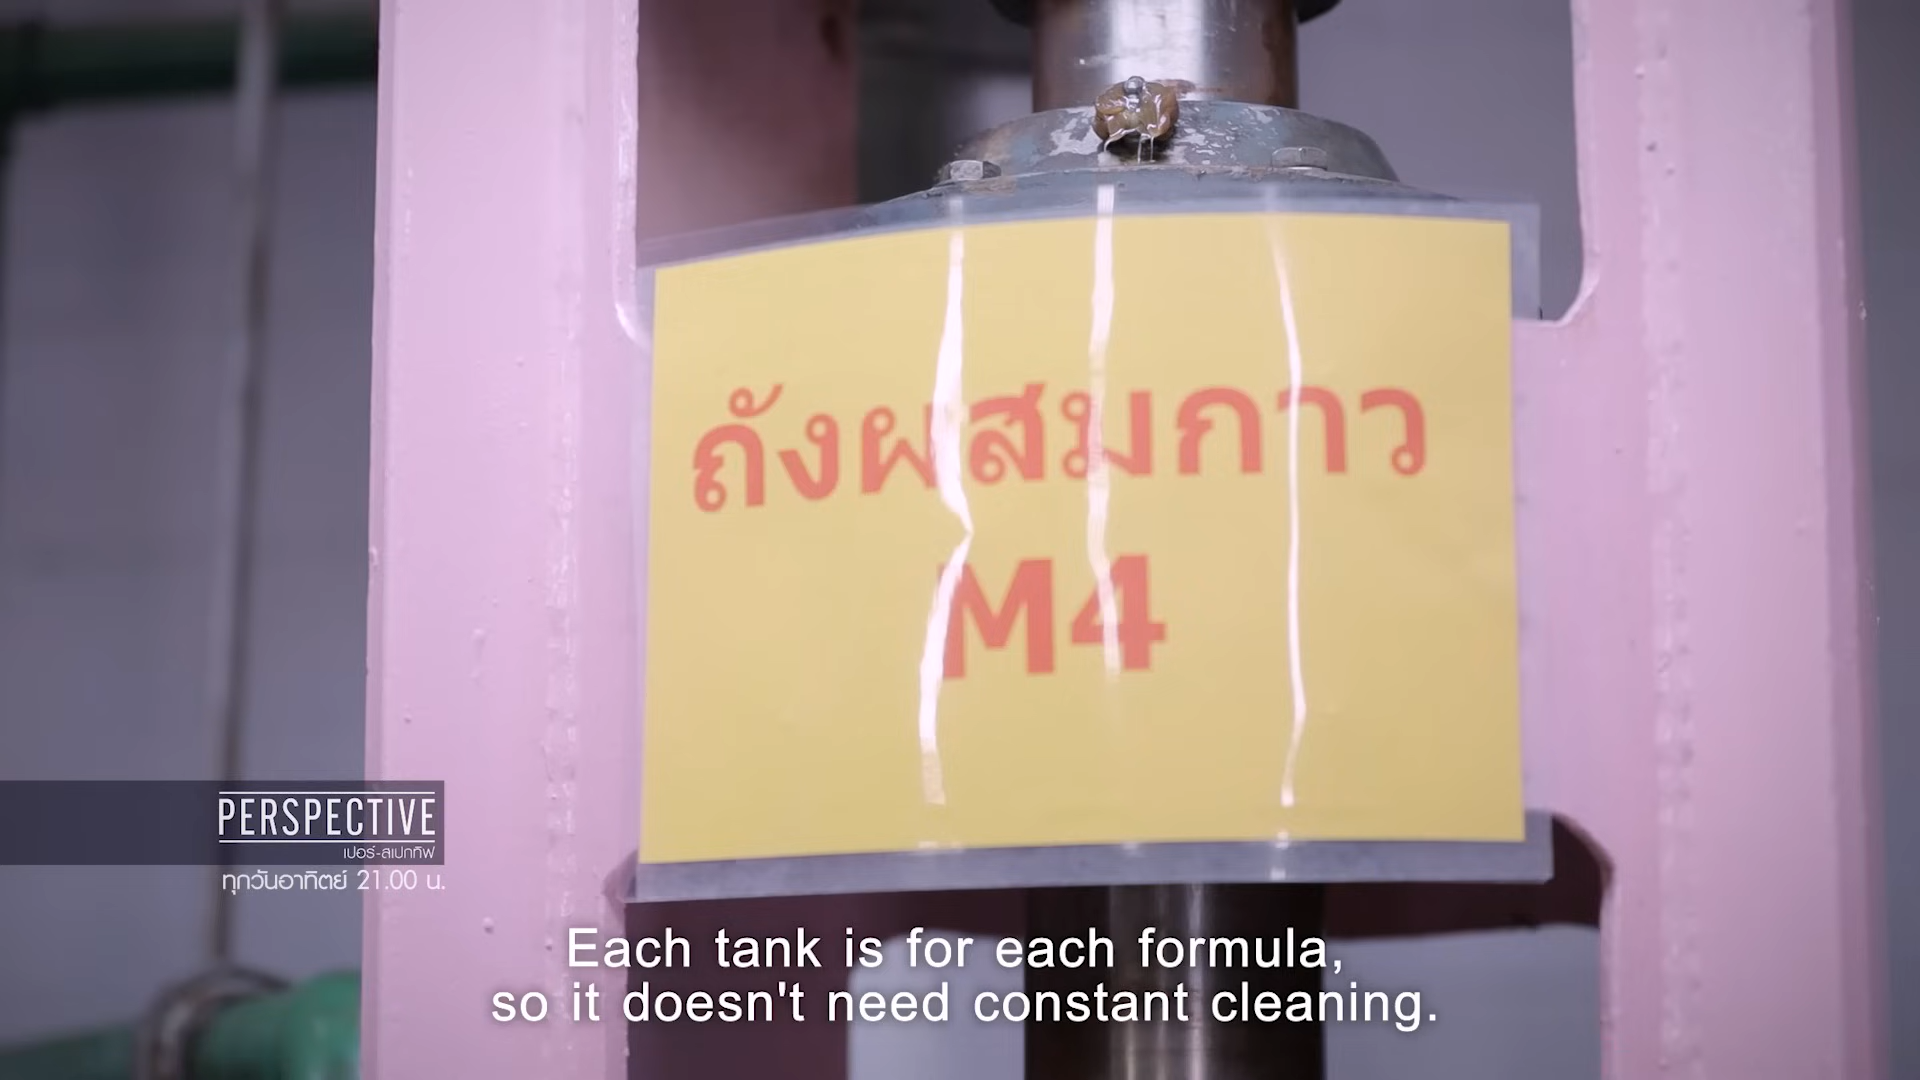 ถังผสมกาว
M4
PERSPECTIVE
เปอร์-สเปกทิฟ
ทุกวันอาทิตย์ 21.00 น.
Each tank is for each formula,
so it doesn't need constant cleaning.